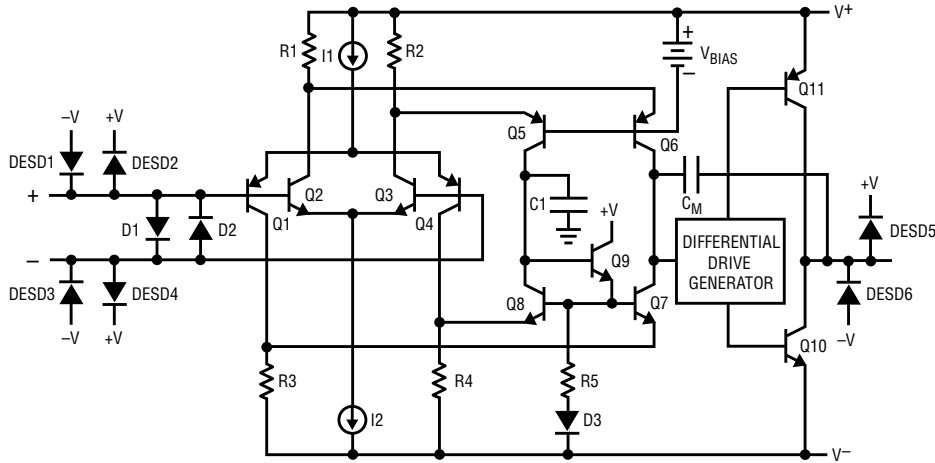 V+
R1
I1
R2
+
VBIAS
−
Q11
−V
+V
Q5
Q6
DESD1
DESD2
+
Q2
Q3
C1
CM
+V
Q1
Q4
+V
D1
D2
DIFFERENTIAL
DRIVE
GENERATOR
DESD5
−
Q9
DESD3
DESD4
Q8
Q7
DESD6
−V
+V
−V
Q10
R3
R4
R5
I2
D3
V−